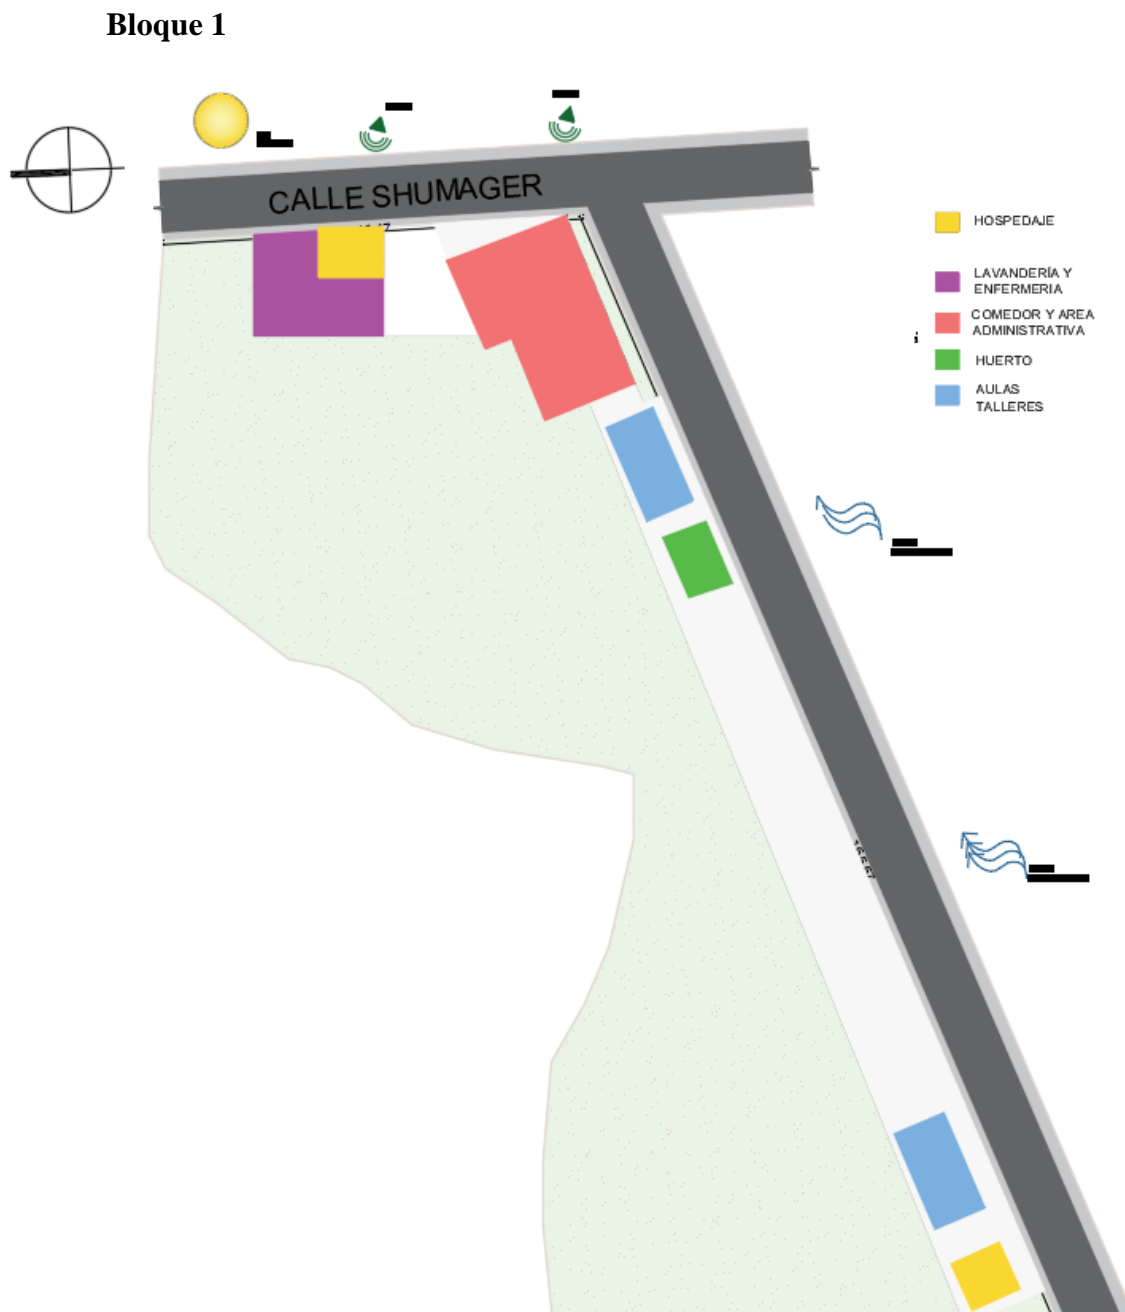 Bloque 1
CALLE SHUMAGER
HOSPEDAJE
LAVANDERÍA Y
ENFERMERIA
COMEDOR Y AREA
ADMINISTRATIVA
HUERTO
AULAS
TALLERES